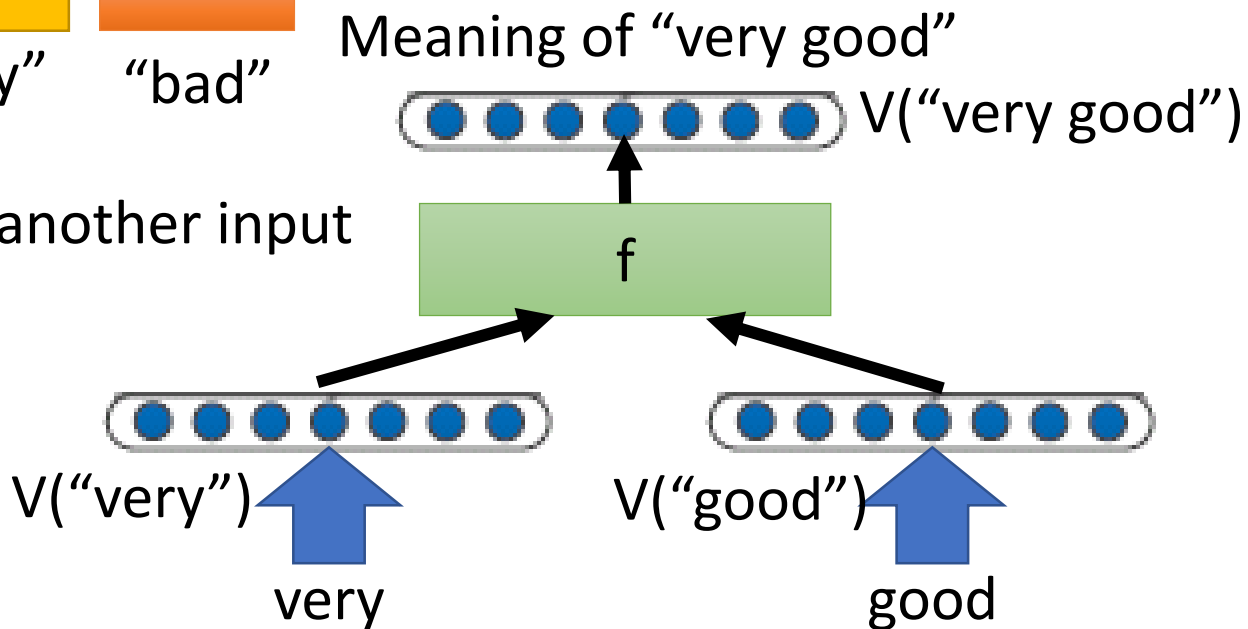 Meaning of “very good”
y” “bad”
V(“very good”)
another input
f
V(“very”)
V(“good”)
very
good